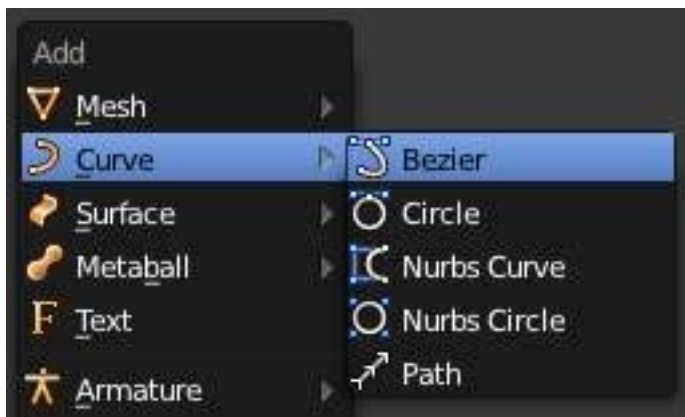 Add
Mesh
Curve
Surface
Metaball
Text
Armature
Bezier
Circle
Nurbs Curve
Nurbs Circle
Path